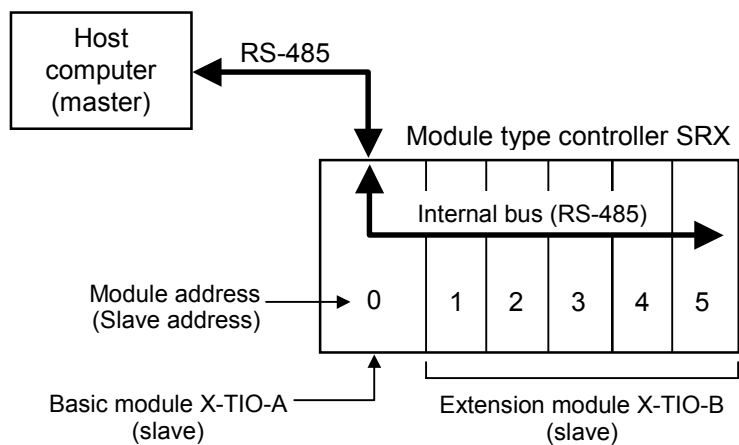 Host
computer
(master)
RS-485
Module type controller SRX
Internal bus (RS-485)
Module address
(Slave address)
0
1
2
3
4
5
Basic module X-TIO-A
(slave)
Extension module X-TIO-B
(slave)